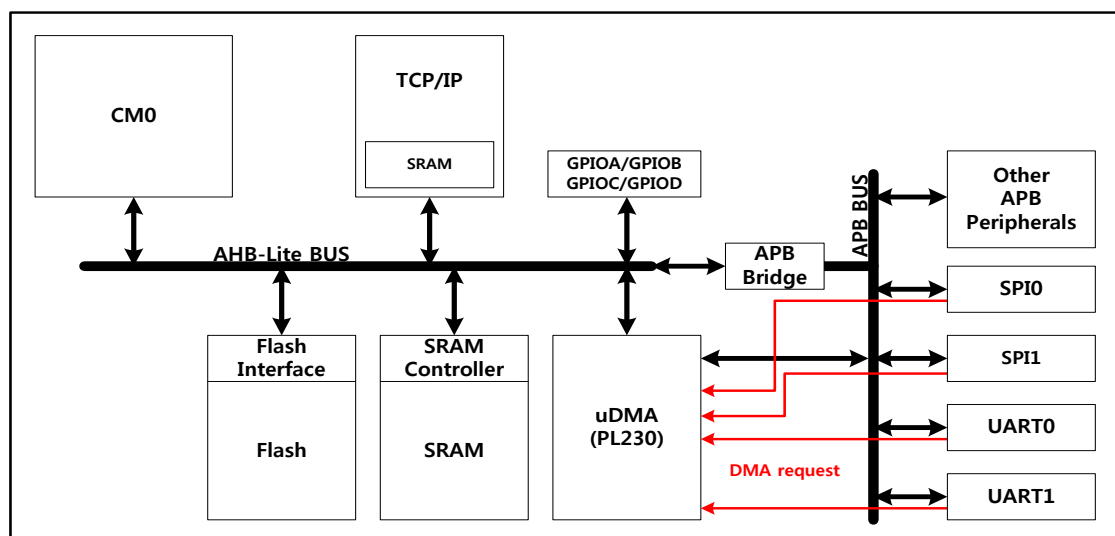 CM0
TCP/IP
SRAM
GPIOA/GPIOB
GPIOC/GPIOD
Other
APB
Peripherals
APB BUS
AHB-Lite BUS
APB
Bridge
SPI0
Flash
Interface
SRAM
Controller
SPI1
uDMA
(PL230)
Flash
SRAM
UART0
DMA request
UART1